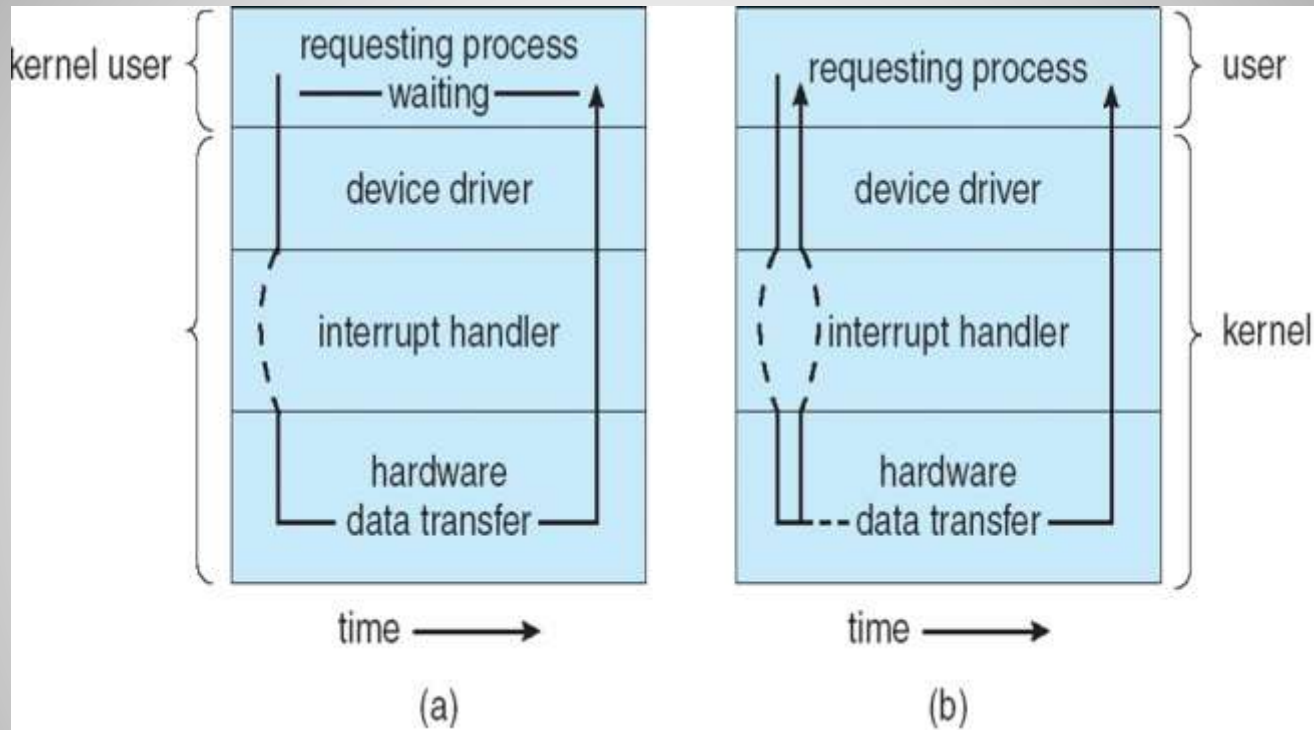 kernel user
requesting process
waiting
device driver
interrupt handler
hardware
data transfer
time
(a)
requesting process
user
device driver
interrupt handler
kernel
hardware
data transfer
time
(b)